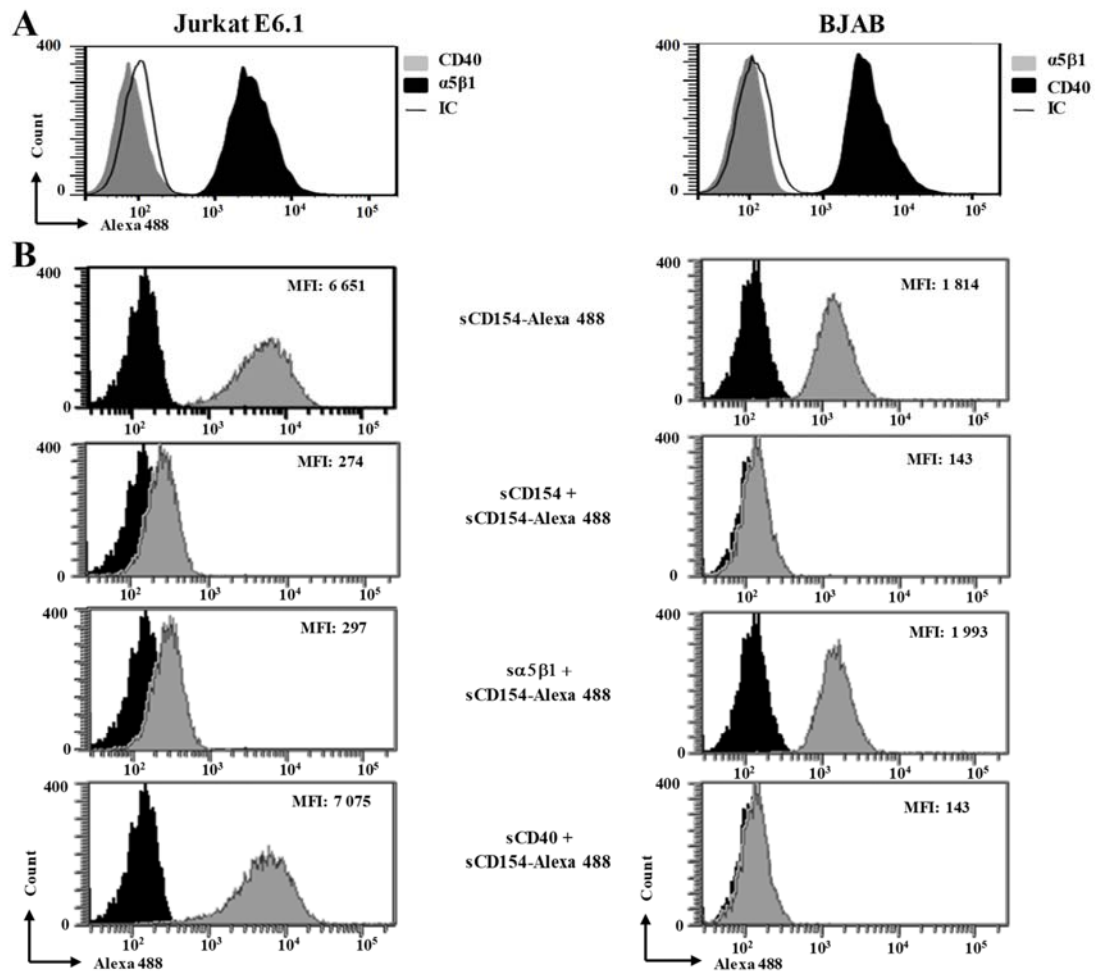 A
Jurkat E6.1
BJAB
400
0
Count
10² 10³ 10⁴ 10⁵
Alexa 488
CD40
α5β1
IC
400
0
Count
10² 10³ 10⁴ 10⁵
Alexa 488
α5β1
CD40
IC
B
400
0
MFI: 6 651
10² 10³ 10⁴ 10⁵
sCD154-Alexa 488
400
0
MFI: 1 814
10² 10³ 10⁴ 10⁵
400
0
MFI: 274
10² 10³ 10⁴ 10⁵
sCD154 +
sCD154-Alexa 488
400
0
MFI: 143
10² 10³ 10⁴ 10⁵
400
0
MFI: 297
10² 10³ 10⁴ 10⁵
sα5β1 +
sCD154-Alexa 488
400
0
MFI: 1 993
10² 10³ 10⁴ 10⁵
400
0
MFI: 7 075
Count
10² 10³ 10⁴ 10⁵
Alexa 488
sCD40 +
sCD154-Alexa 488
400
0
MFI: 143
Count
10² 10³ 10⁴ 10⁵
Alexa 488